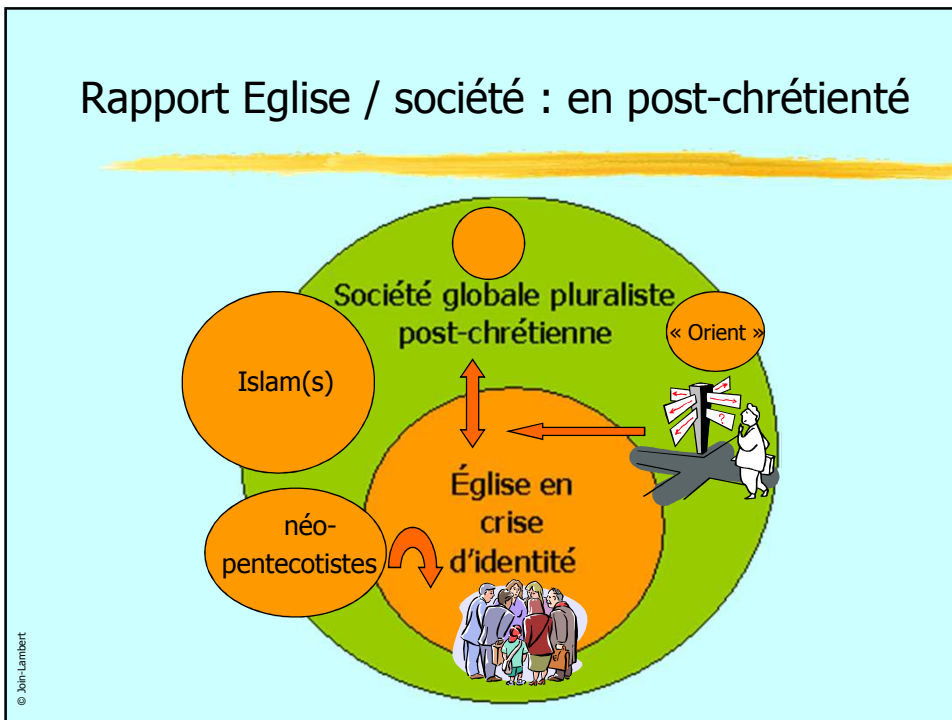 Rapport Eglise / société : en post-chrétienté
Société globale pluraliste
post-chrétienne
« Orient »
Islam(s)
?
Église en
crise
d'identité
néo-
pentecotistes
© Join-Lambert